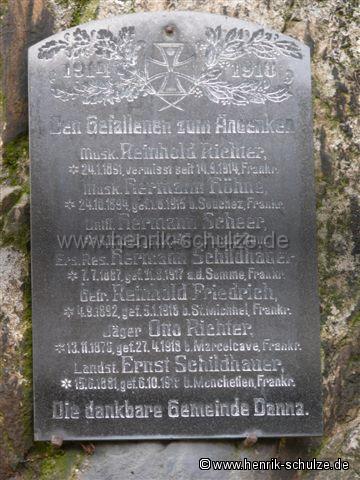 1914 1918
Den Gefallenen zum Andenken
Musk. Reinhold Richter,
* 24.1.1891, vermisst seit 14.9.1914, Frankr.
Musk. Hermann Höhne,
* 24.10.1894, gef. 1915 b. Souchez, Frankr.
Utffz. Hermann Scheer,
www.henrik-schulze.de
Ers. Res. Hermann Schildhauer,
* 7.7.1887, gef. 1917 a.d. Somme, Frankr.
Gefr. Reinhold Friedrich,
* 4.9.1892, gef. 5.1.1918 b. St. Michiel, Frankr.
Jäger Otto Richter
* 13.11.1876, gef. 27.4.1918 b. Marcelcave, Frankr.
Landst. Ernst Schildhauer,
* 15.6.1881, gef. 6.10. b. Frankr.
Die dankbare Gemeinde Danna.
©www.henrik-schulze.de